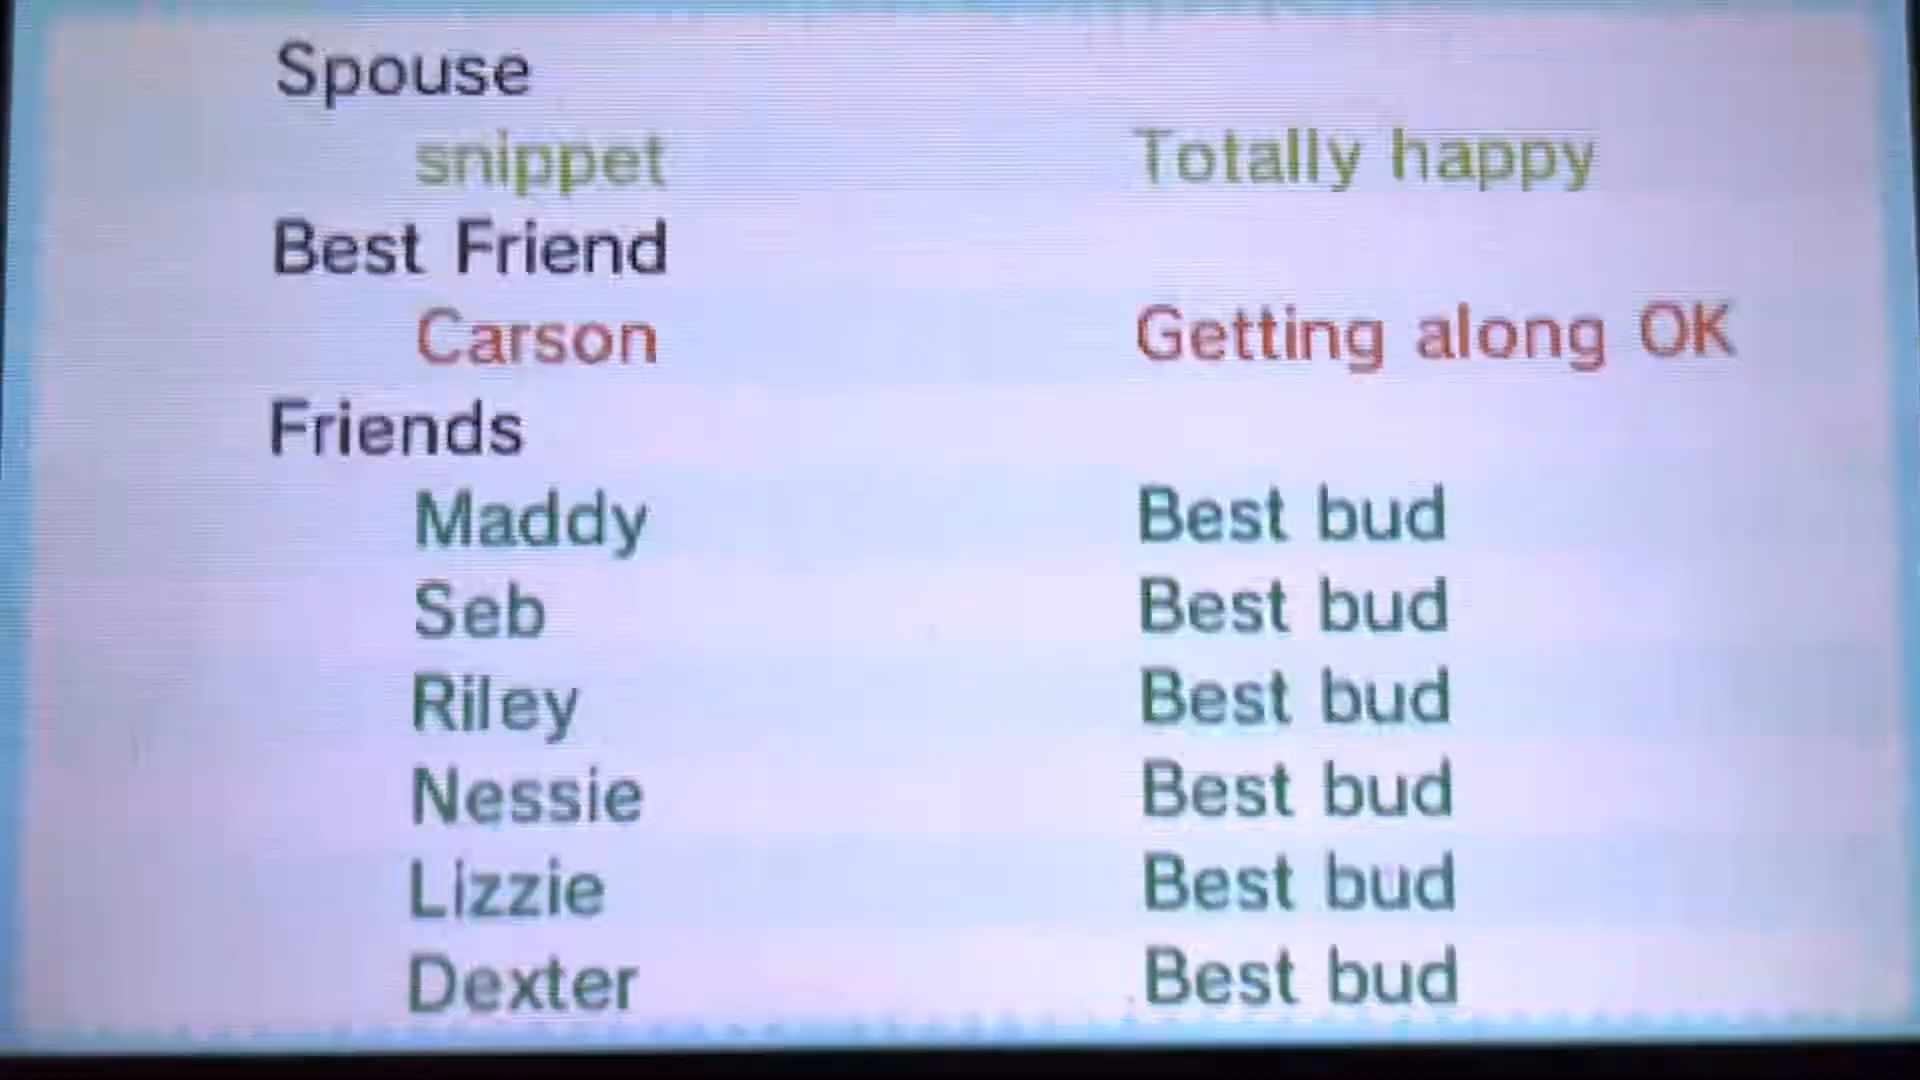 Spouse
snippet Totally happy
Best Friend
Carson Getting along OK
Friends
Maddy Best bud
Seb Best bud
Riley Best bud
Nessie Best bud
Lizzie Best bud
Dexter Best bud